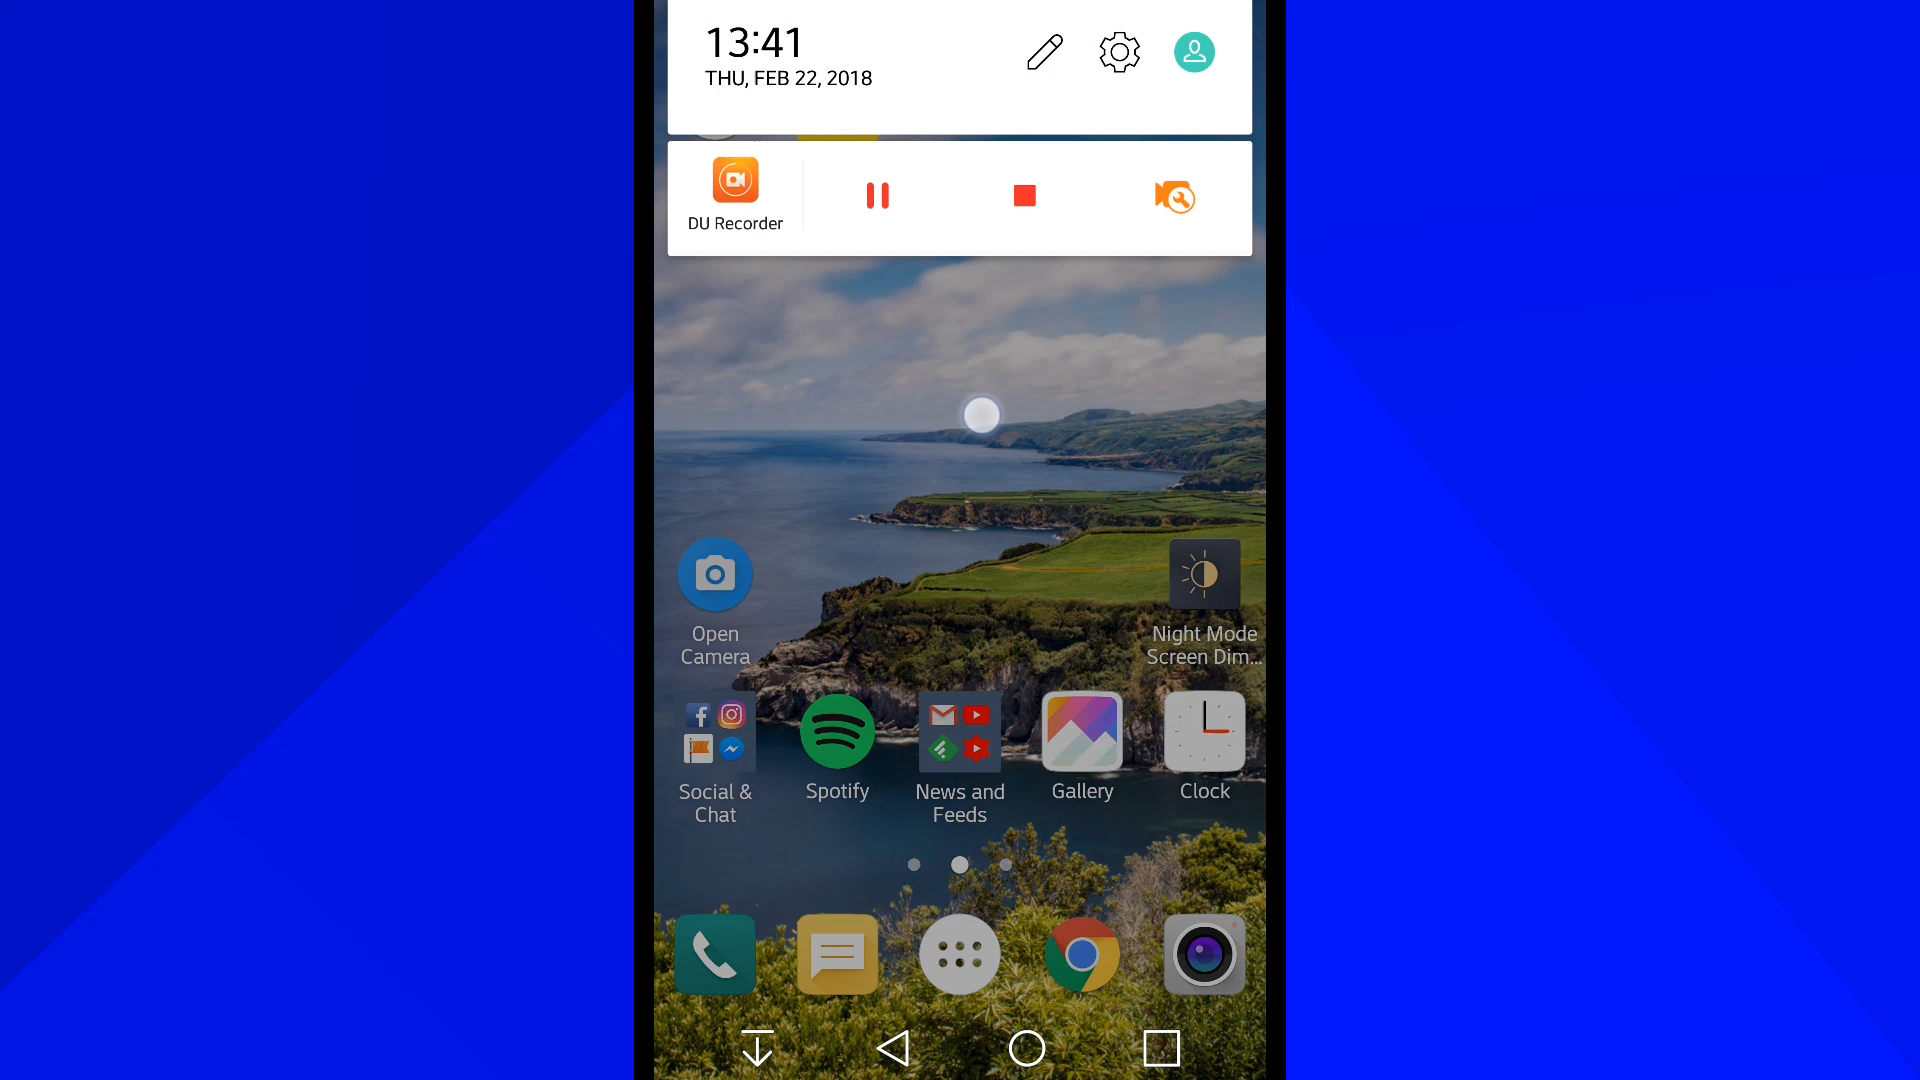 13:41
THU, FEB 22, 2018
DU Recorder
Open
Camera
Night Mode
Screen Dim...
Social &
Chat
Spotify
News and
Feeds
Gallery
Clock